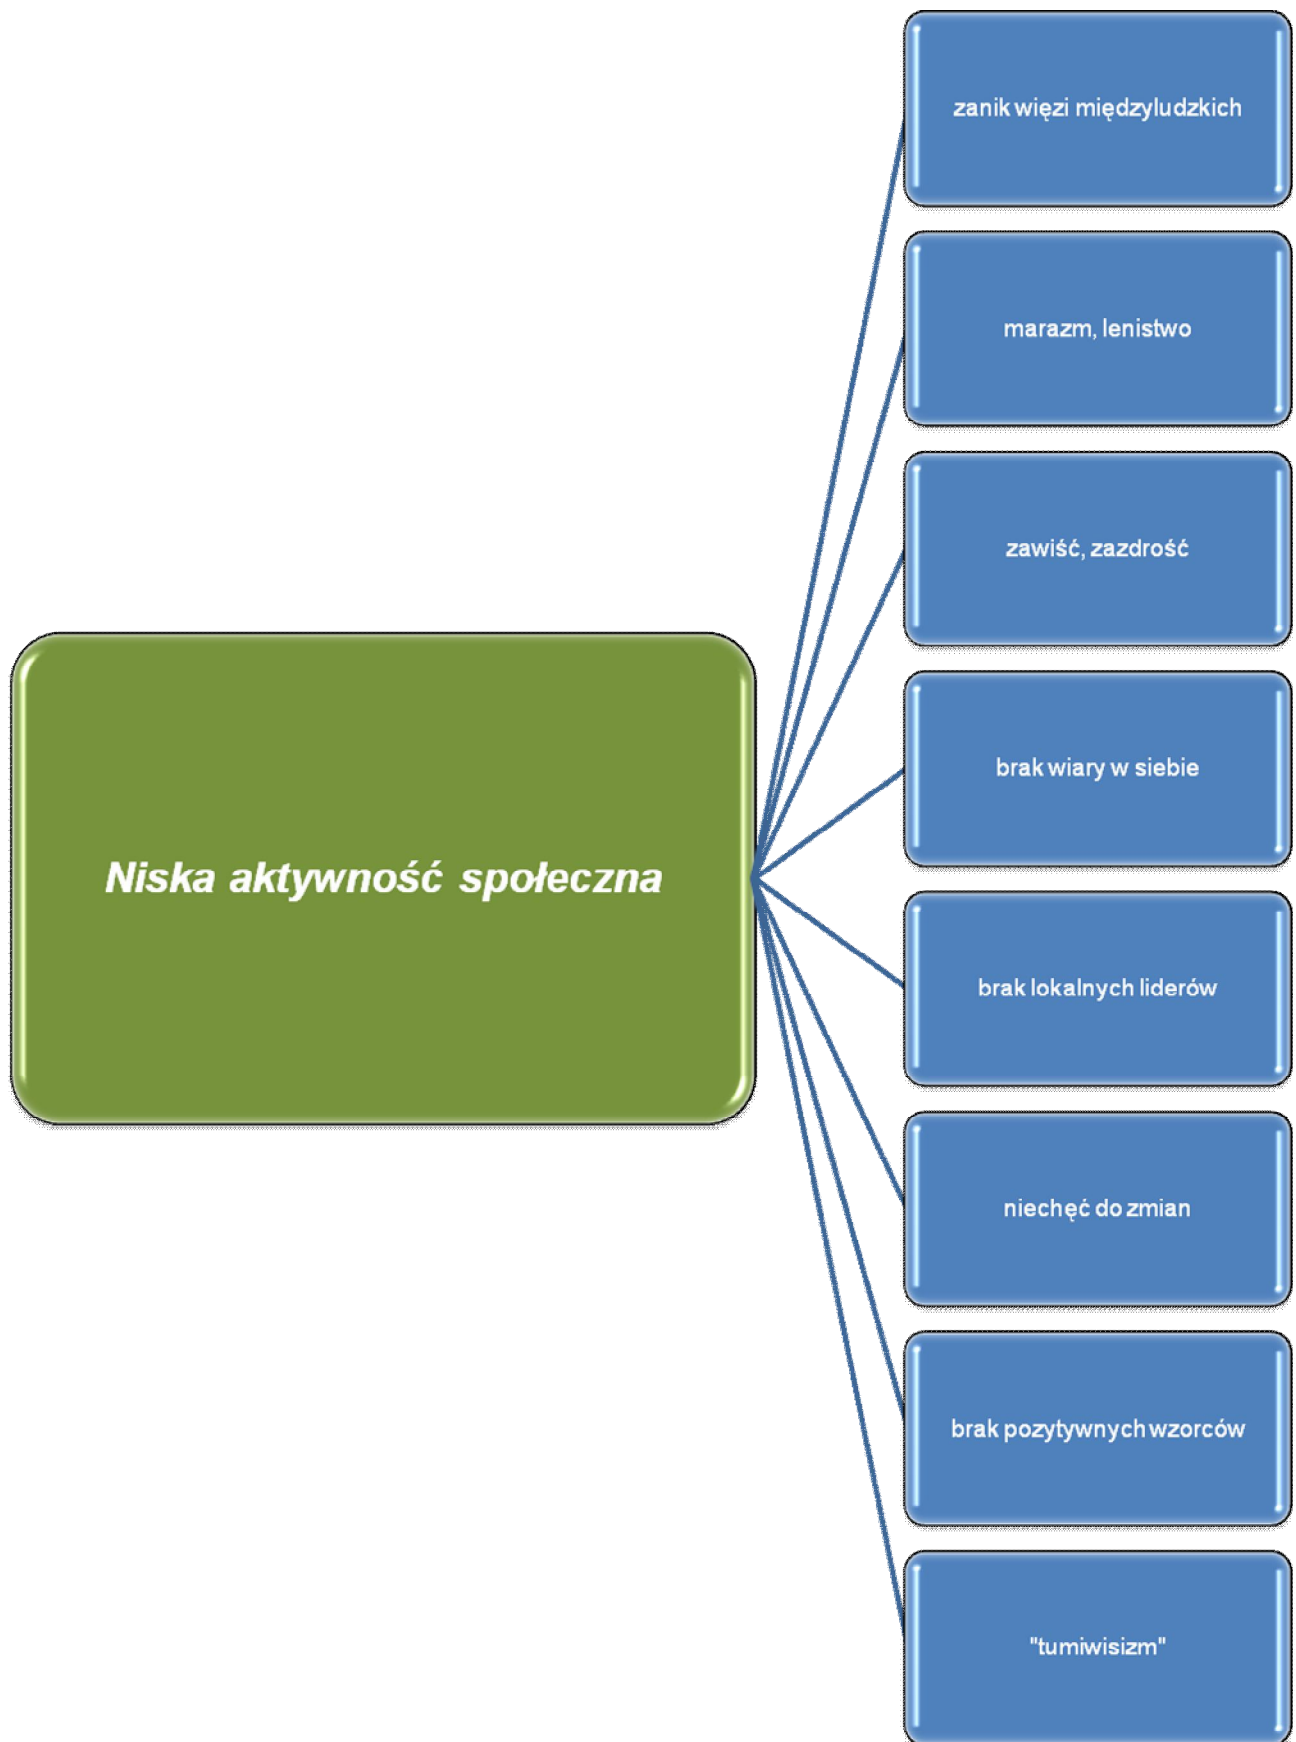 zanik więzi międzyludzkich
marazm, lenistwo
zawiść, zazdrość
brak wiary w siebie
Niska aktywność społeczna
brak lokalnych liderów
niechęć do zmian
brak pozytywnych wzorców
"tumiwisizm"